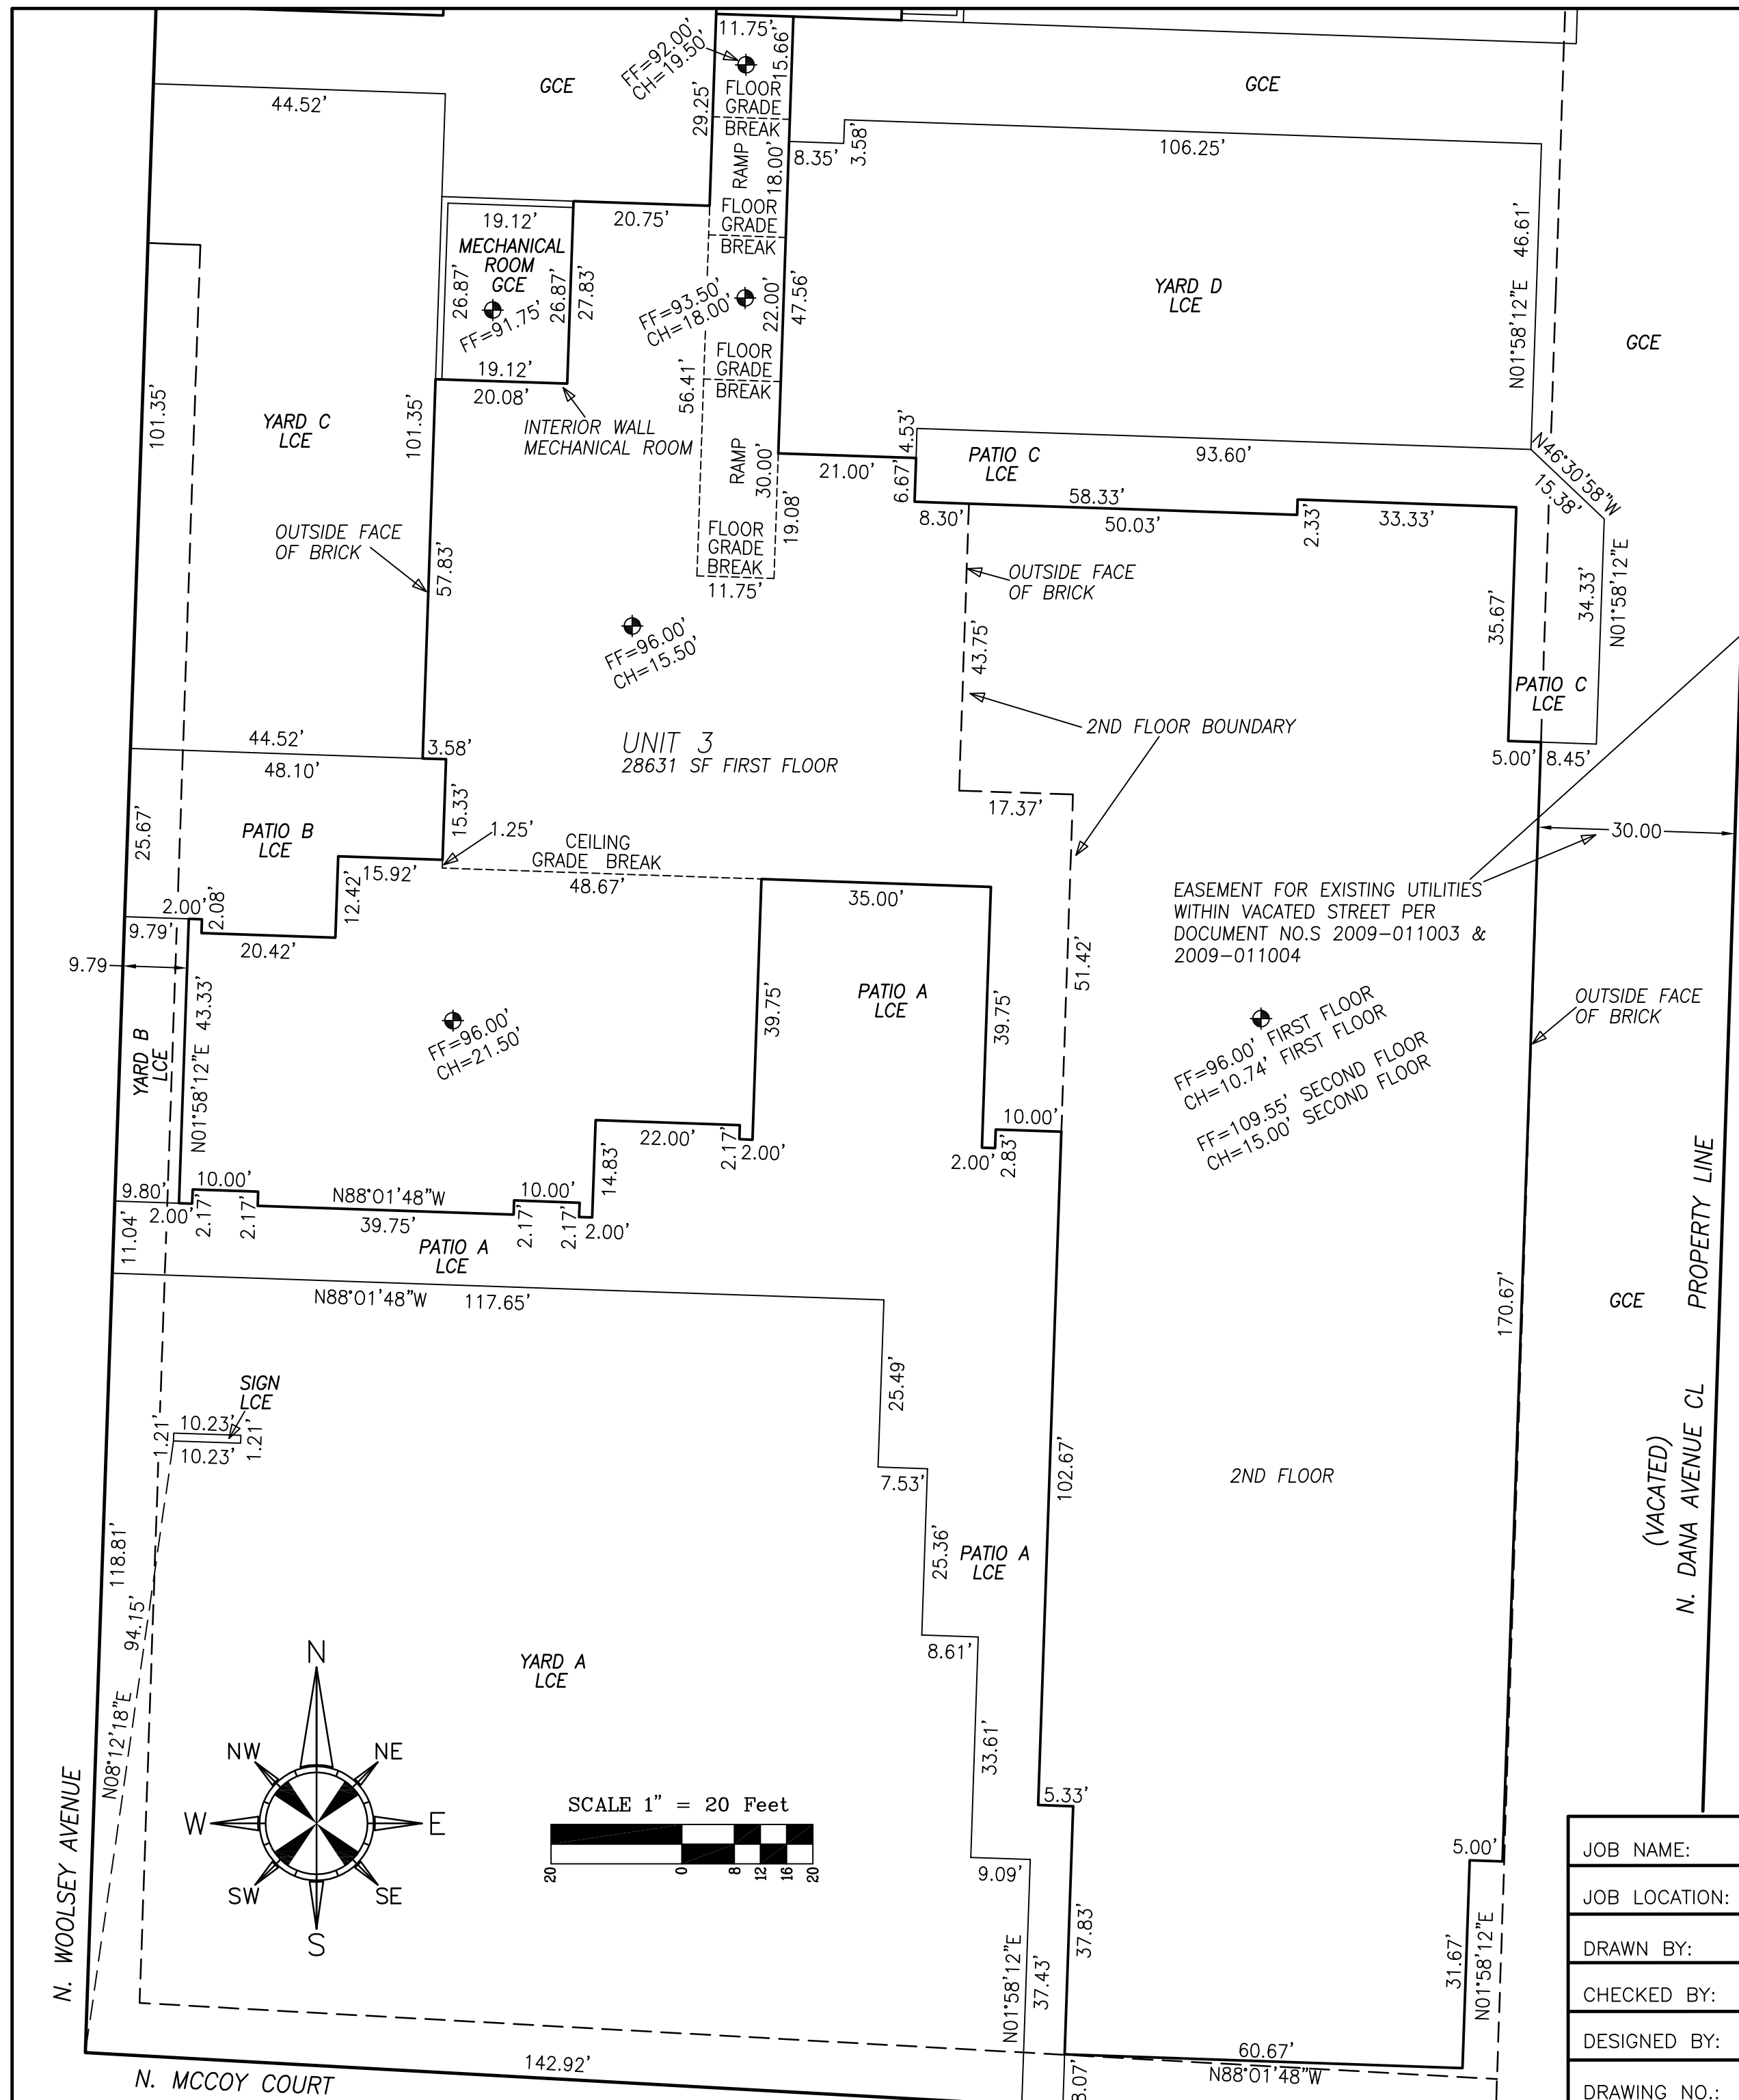 11.75'
15.66'
FF=92.00'
CH=19.50'
GCE
GCE
44.52'
29.25'
FLOOR
GRADE
BREAK
RAMP
18.00'
8.35'
3.58'
106.25'
19.12'
20.75'
FLOOR
GRADE
BREAK
MECHANICAL
ROOM
GCE
26.87'
26.87'
27.83'
FF=91.75'
FF=93.50'
CH=18.00'
22.00'
47.56'
YARD D
LCE
N01°58'12"E 46.61'
GCE
19.12'
20.08'
FLOOR
GRADE
BREAK
56.41'
101.35'
YARD C
LCE
101.35'
INTERIOR WALL
MECHANICAL ROOM
RAMP
30.00'
21.00'
4.53'
6.67'
PATIO C
LCE
93.60'
N46°30'58"W
15.38'
58.33'
8.30'
50.03'
2.33'
33.33'
19.08'
OUTSIDE FACE
OF BRICK
57.83'
FLOOR
GRADE
BREAK
11.75'
OUTSIDE FACE
OF BRICK
35.67'
34.33'
N01°58'12"E
FF=96.00'
CH=15.50'
43.75'
PATIO C
LCE
2ND FLOOR BOUNDARY
44.52'
3.58'
UNIT 3
28631 SF FIRST FLOOR
5.00'
8.45'
48.10'
17.37'
25.67'
PATIO B
LCE
15.33'
1.25'
CEILING
GRADE BREAK
48.67'
30.00
15.92'
12.42'
35.00'
EASEMENT FOR EXISTING UTILITIES
WITHIN VACATED STREET PER
DOCUMENT NO.S 2009-011003 &
2009-011004
2.00'
2.08'
9.79'
20.42'
9.79
51.42'
N01°58'12"E 43.33'
YARD B
LCE
39.75'
PATIO A
LCE
39.75'
OUTSIDE FACE
OF BRICK
FF=96.00'
CH=21.50'
FF=96.00' FIRST FLOOR
CH=10.74' FIRST FLOOR
FF=109.55' SECOND FLOOR
CH=15.00' SECOND FLOOR
22.00'
2.17'
2.00'
10.00'
2.00'
2.83'
14.83'
9.80'
10.00'
N88°01'48"W
10.00'
2.00'
2.17'
2.17'
39.75'
2.17'
2.17'
2.00'
11.04'
PATIO A
LCE
N88°01'48"W 117.65'
170.67'
GCE
PROPERTY LINE
25.49'
SIGN
LCE
1.21'
10.23'
10.23'
1.21'
7.53'
102.67'
2ND FLOOR
(VACATED)
N. DANA AVENUE CL
118.81'
94.15'
N08°12'18"E
25.36'
PATIO A
LCE
8.61'
YARD A
LCE
33.61'
N
NW
NE
W
E
SW
SE
S
SCALE 1" = 20 Feet
20
0
8
12
16
20
5.33'
5.00'
9.09'
N. WOOLSEY AVENUE
N01°58'12"E
37.43'
37.83'
31.67'
N01°58'12"E
142.92'
60.67'
N88°01'48"W
N. MCCOY COURT
JOB NAME:
JOB LOCATION:
DRAWN BY:
CHECKED BY:
DESIGNED BY:
DRAWING NO.: